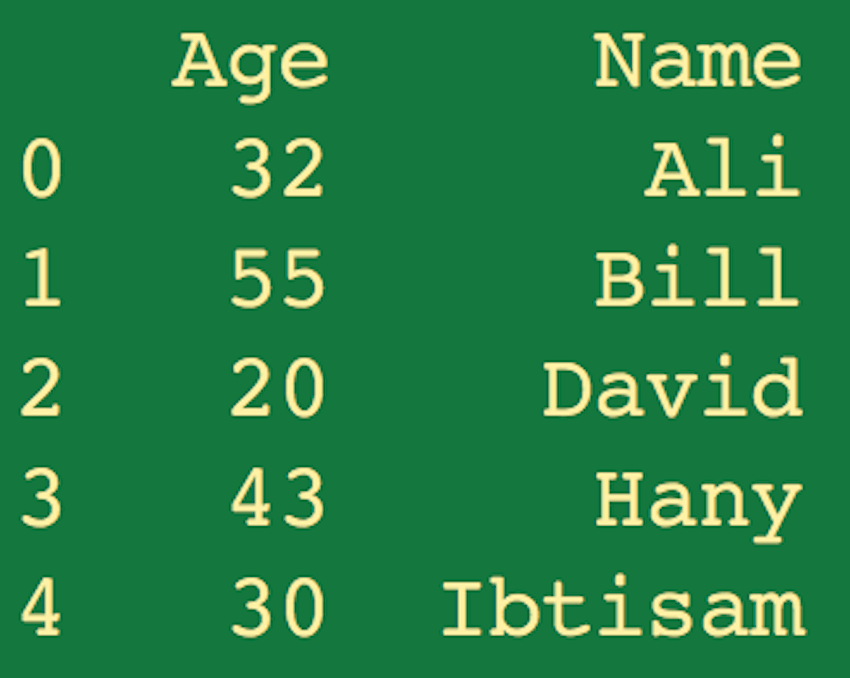 Age Name
0 32 Ali
1 55 Bill
2 20 David
3 43 Hany
4 30 Ibtisam